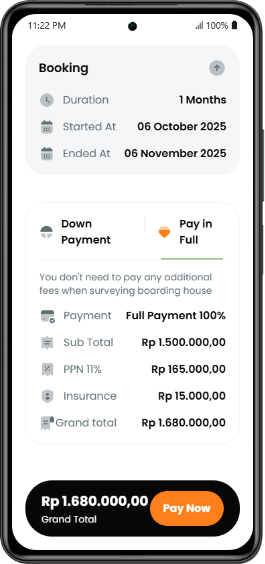 11:22 PM 100%
Booking
Duration 1 Months
Started At 06 October 2025
Ended At 06 November 2025
Down Payment
Pay in Full
You don't need to pay any additional
fees when surveying boarding house
Payment Full Payment 100%
Sub Total Rp 1.500.000,00
PPN 11% Rp 165.000,00
Insurance Rp 15.000,00
Grand total Rp 1.680.000,00
Rp 1.680.000,00
Grand Total
Pay Now